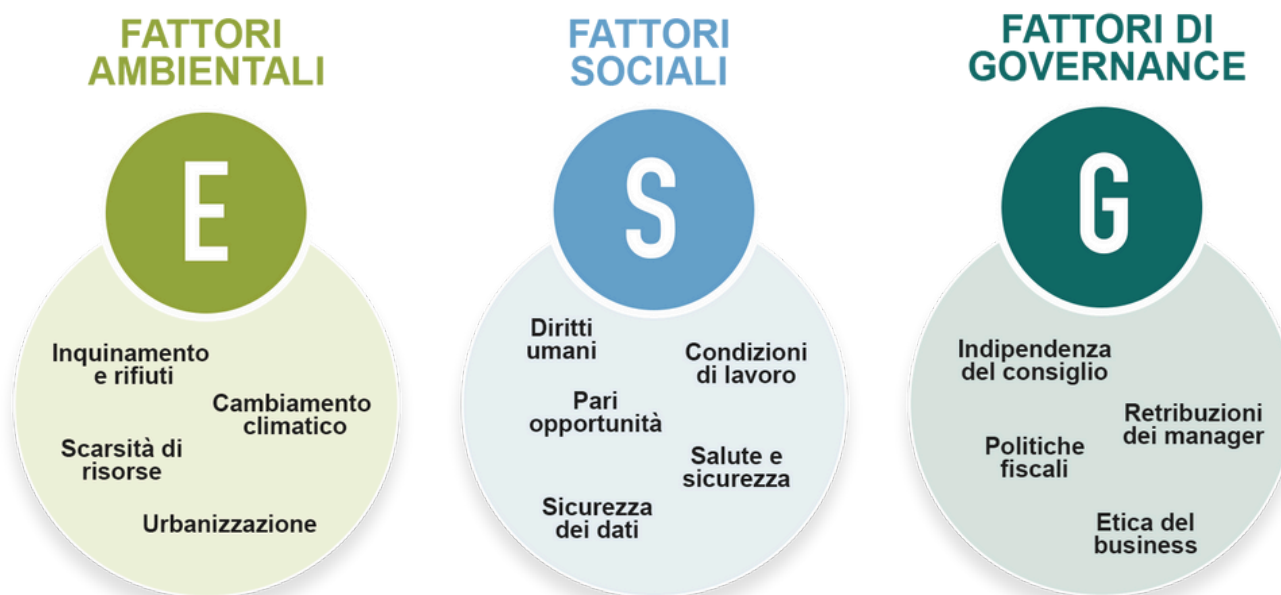 FATTORI
AMBIENTALI
E
Inquinamento
e rifiuti
Cambiamento
climatico
Scarsità di
risorse
Urbanizzazione
FATTORI
SOCIALI
S
Diritti
umani
Condizioni
di lavoro
Pari
opportunità
Salute e
sicurezza
Sicurezza
dei dati
FATTORI DI
GOVERNANCE
G
Indipendenza
del consiglio
Retribuzioni
dei manager
Politiche
fiscali
Etica del
business